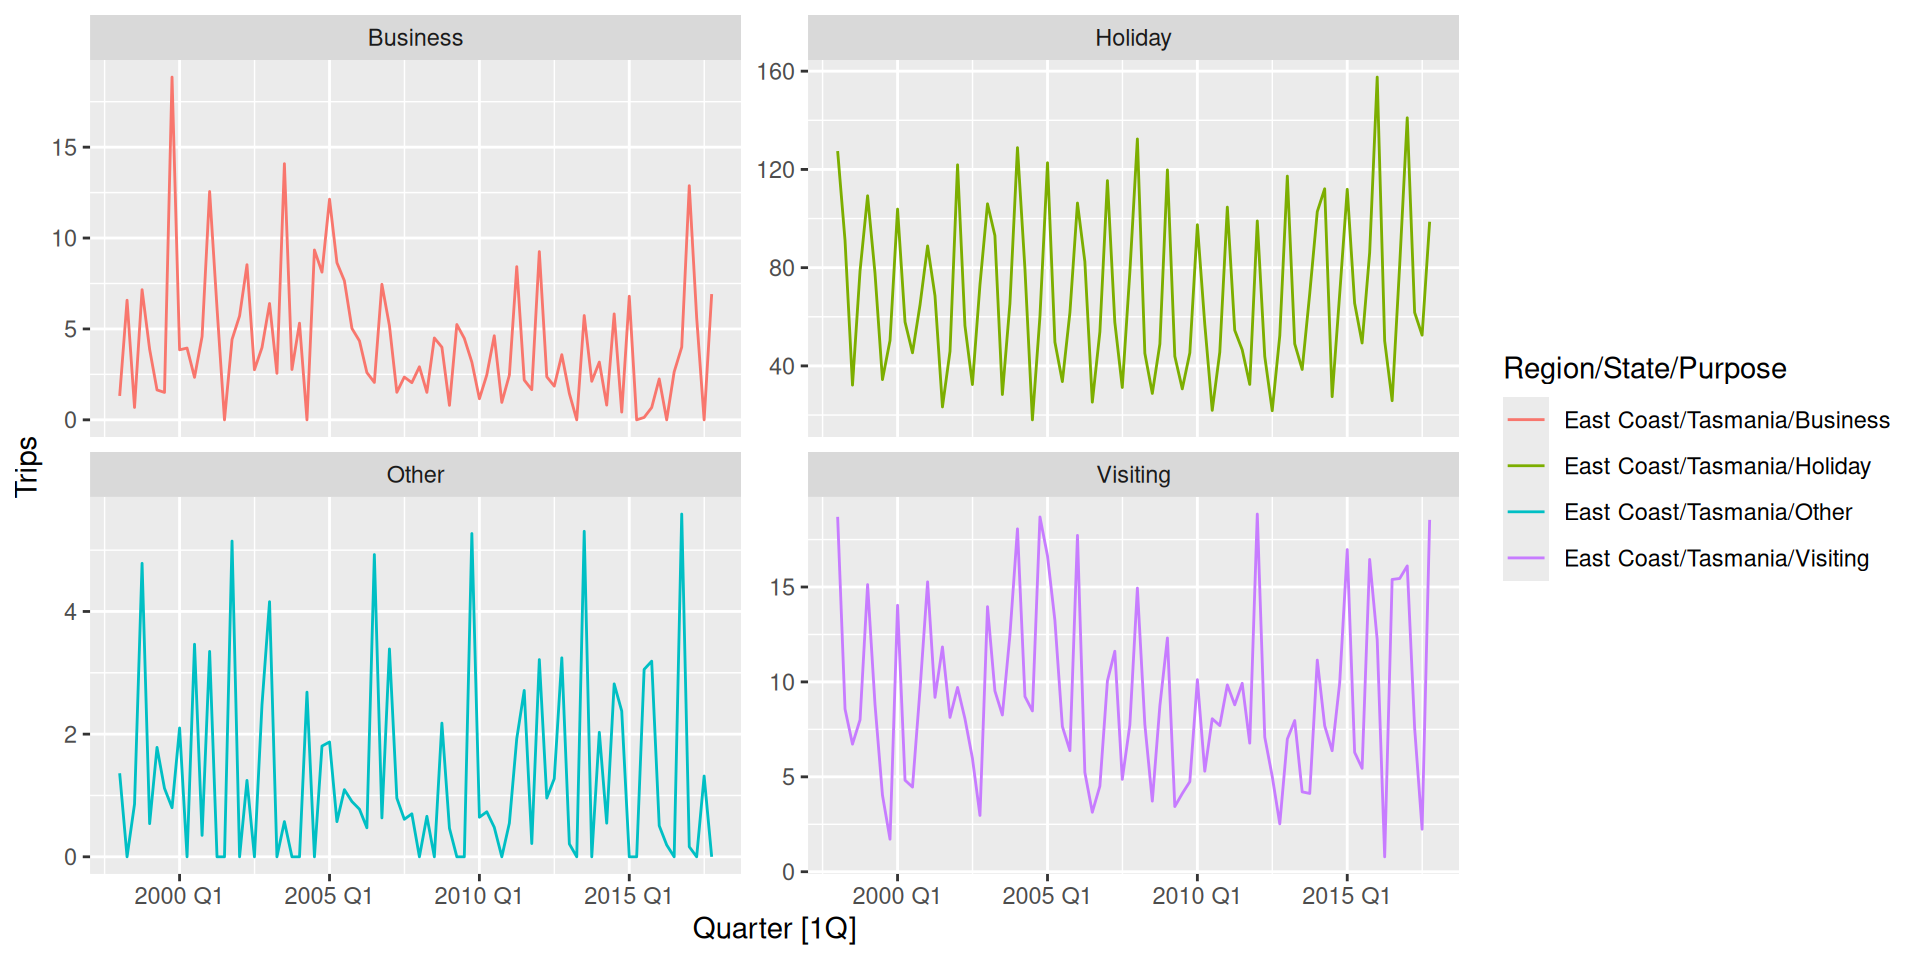 Business
Holiday
15
10
5
0
160
120
80
40
Trips
Other
Visiting
4
2
0
15
10
5
0
2000 Q1
2005 Q1
2010 Q1
2015 Q1
2000 Q1
2005 Q1
2010 Q1
2015 Q1
Quarter [1Q]
Region/State/Purpose
East Coast/Tasmania/Business
East Coast/Tasmania/Holiday
East Coast/Tasmania/Other
East Coast/Tasmania/Visiting